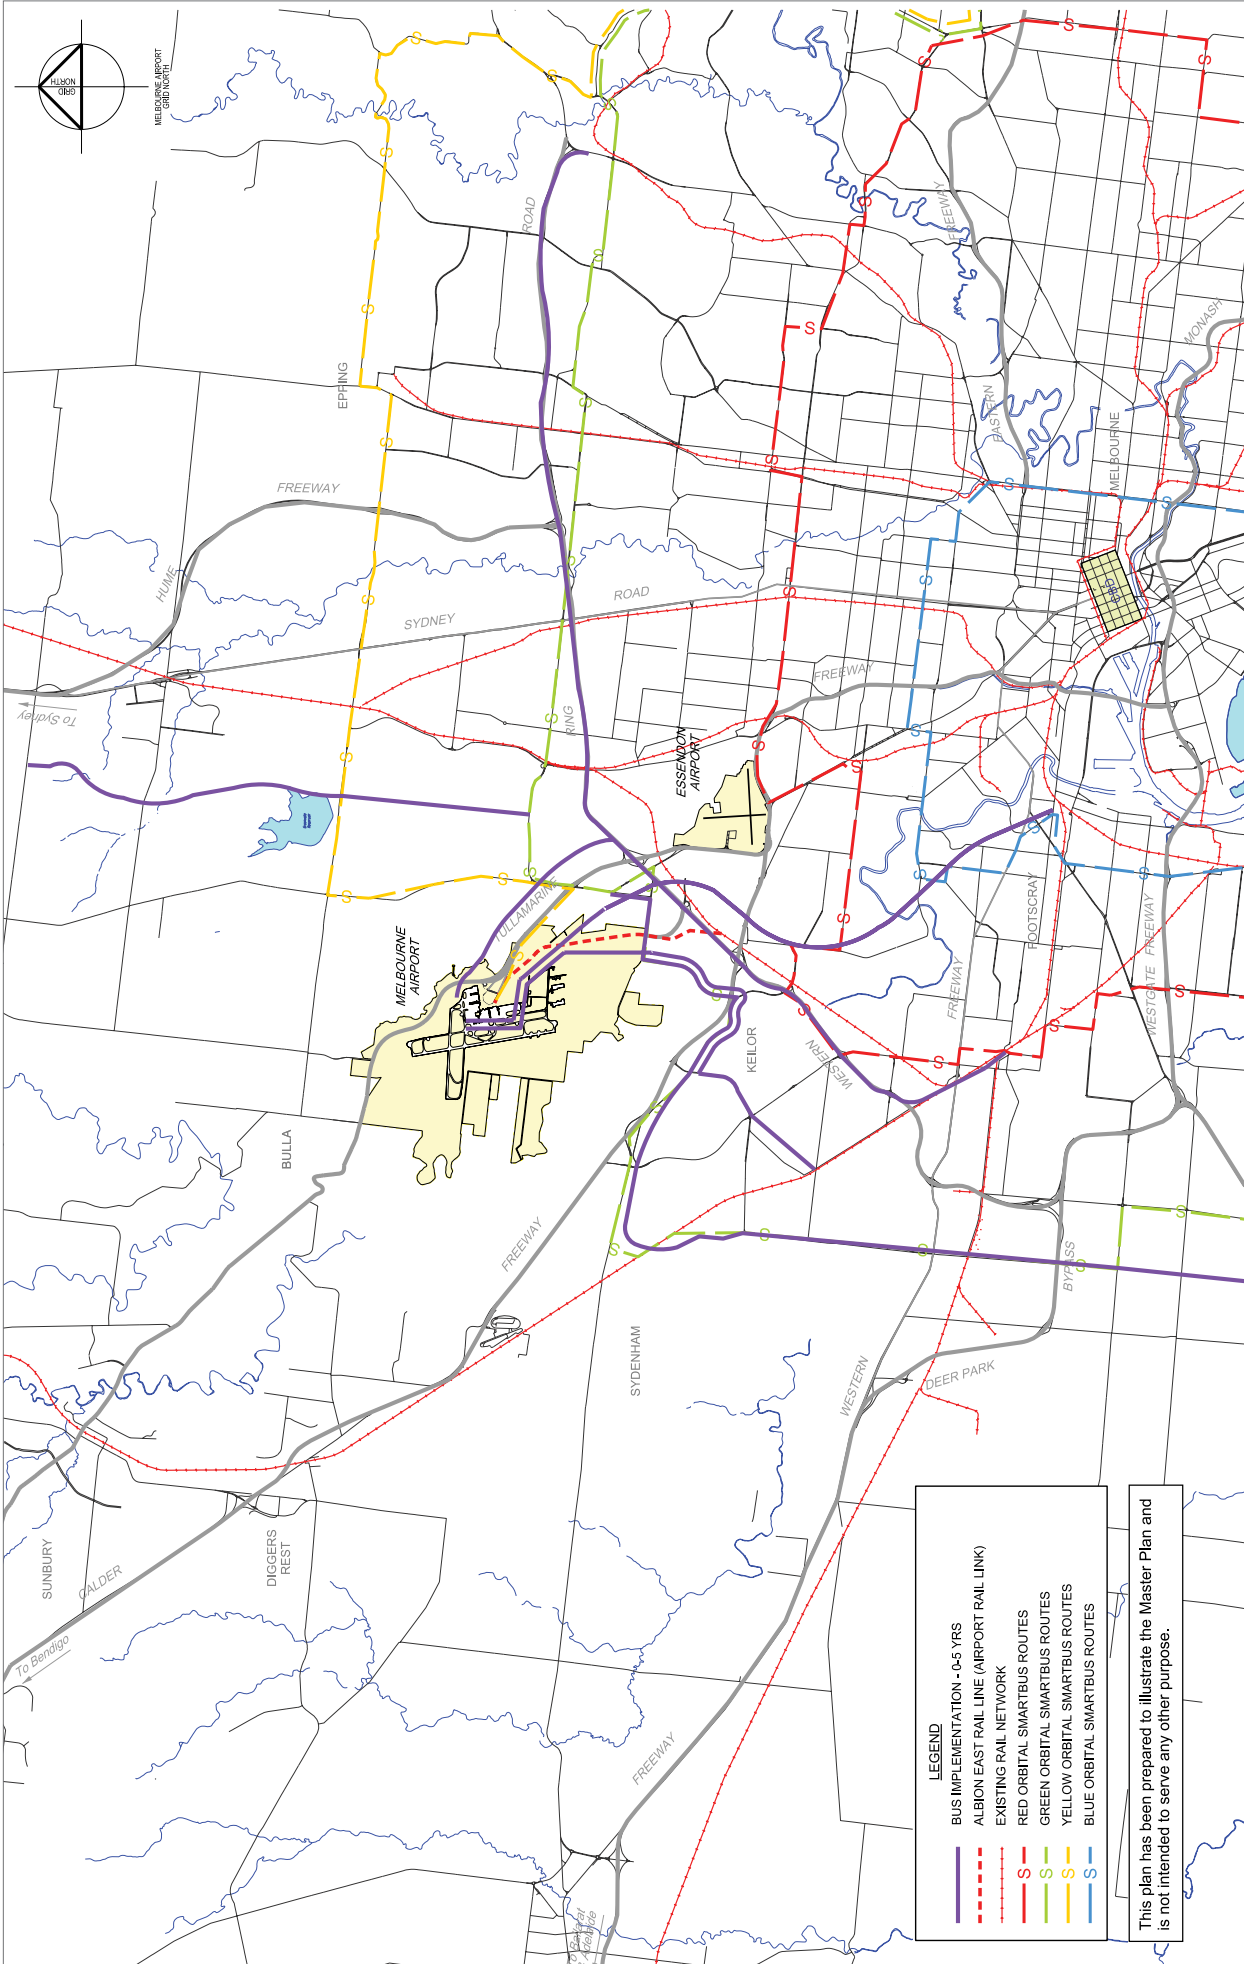 GRID
NORTH
MELBOURNE AIRPORT
GRID NORTH
ROAD
FREEWAY
MONASH
EPPING
EASTERN
MELBOURNE
FREEWAY
HUME
SYDNEY
ROAD
CBD
To Sydney
FREEWAY
RING
ESSENDON
AIRPORT
TULLAMARINE
MELBOURNE
AIRPORT
FOOTSCRAY
FREEWAY
WESTGATE FREEWAY
KEILOR
WESTERN
WESTERN
BULLA
FREEWAY
BYPASS
SYDENHAM
WESTERN
DEER PARK
SUNBURY
CALDER
To Bendigo
DIGGERS
REST
FREEWAY
To Ballarat
Adelaide
LEGEND
BUS IMPLEMENTATION - 0-5 YRS
ALBION EAST RAIL LINE (AIRPORT RAIL LINK)
EXISTING RAIL NETWORK
S RED ORBITAL SMARTBUS ROUTES
S GREEN ORBITAL SMARTBUS ROUTES
S YELLOW ORBITAL SMARTBUS ROUTES
S BLUE ORBITAL SMARTBUS ROUTES
This plan has been prepared to illustrate the Master Plan and
is not intended to serve any other purpose.